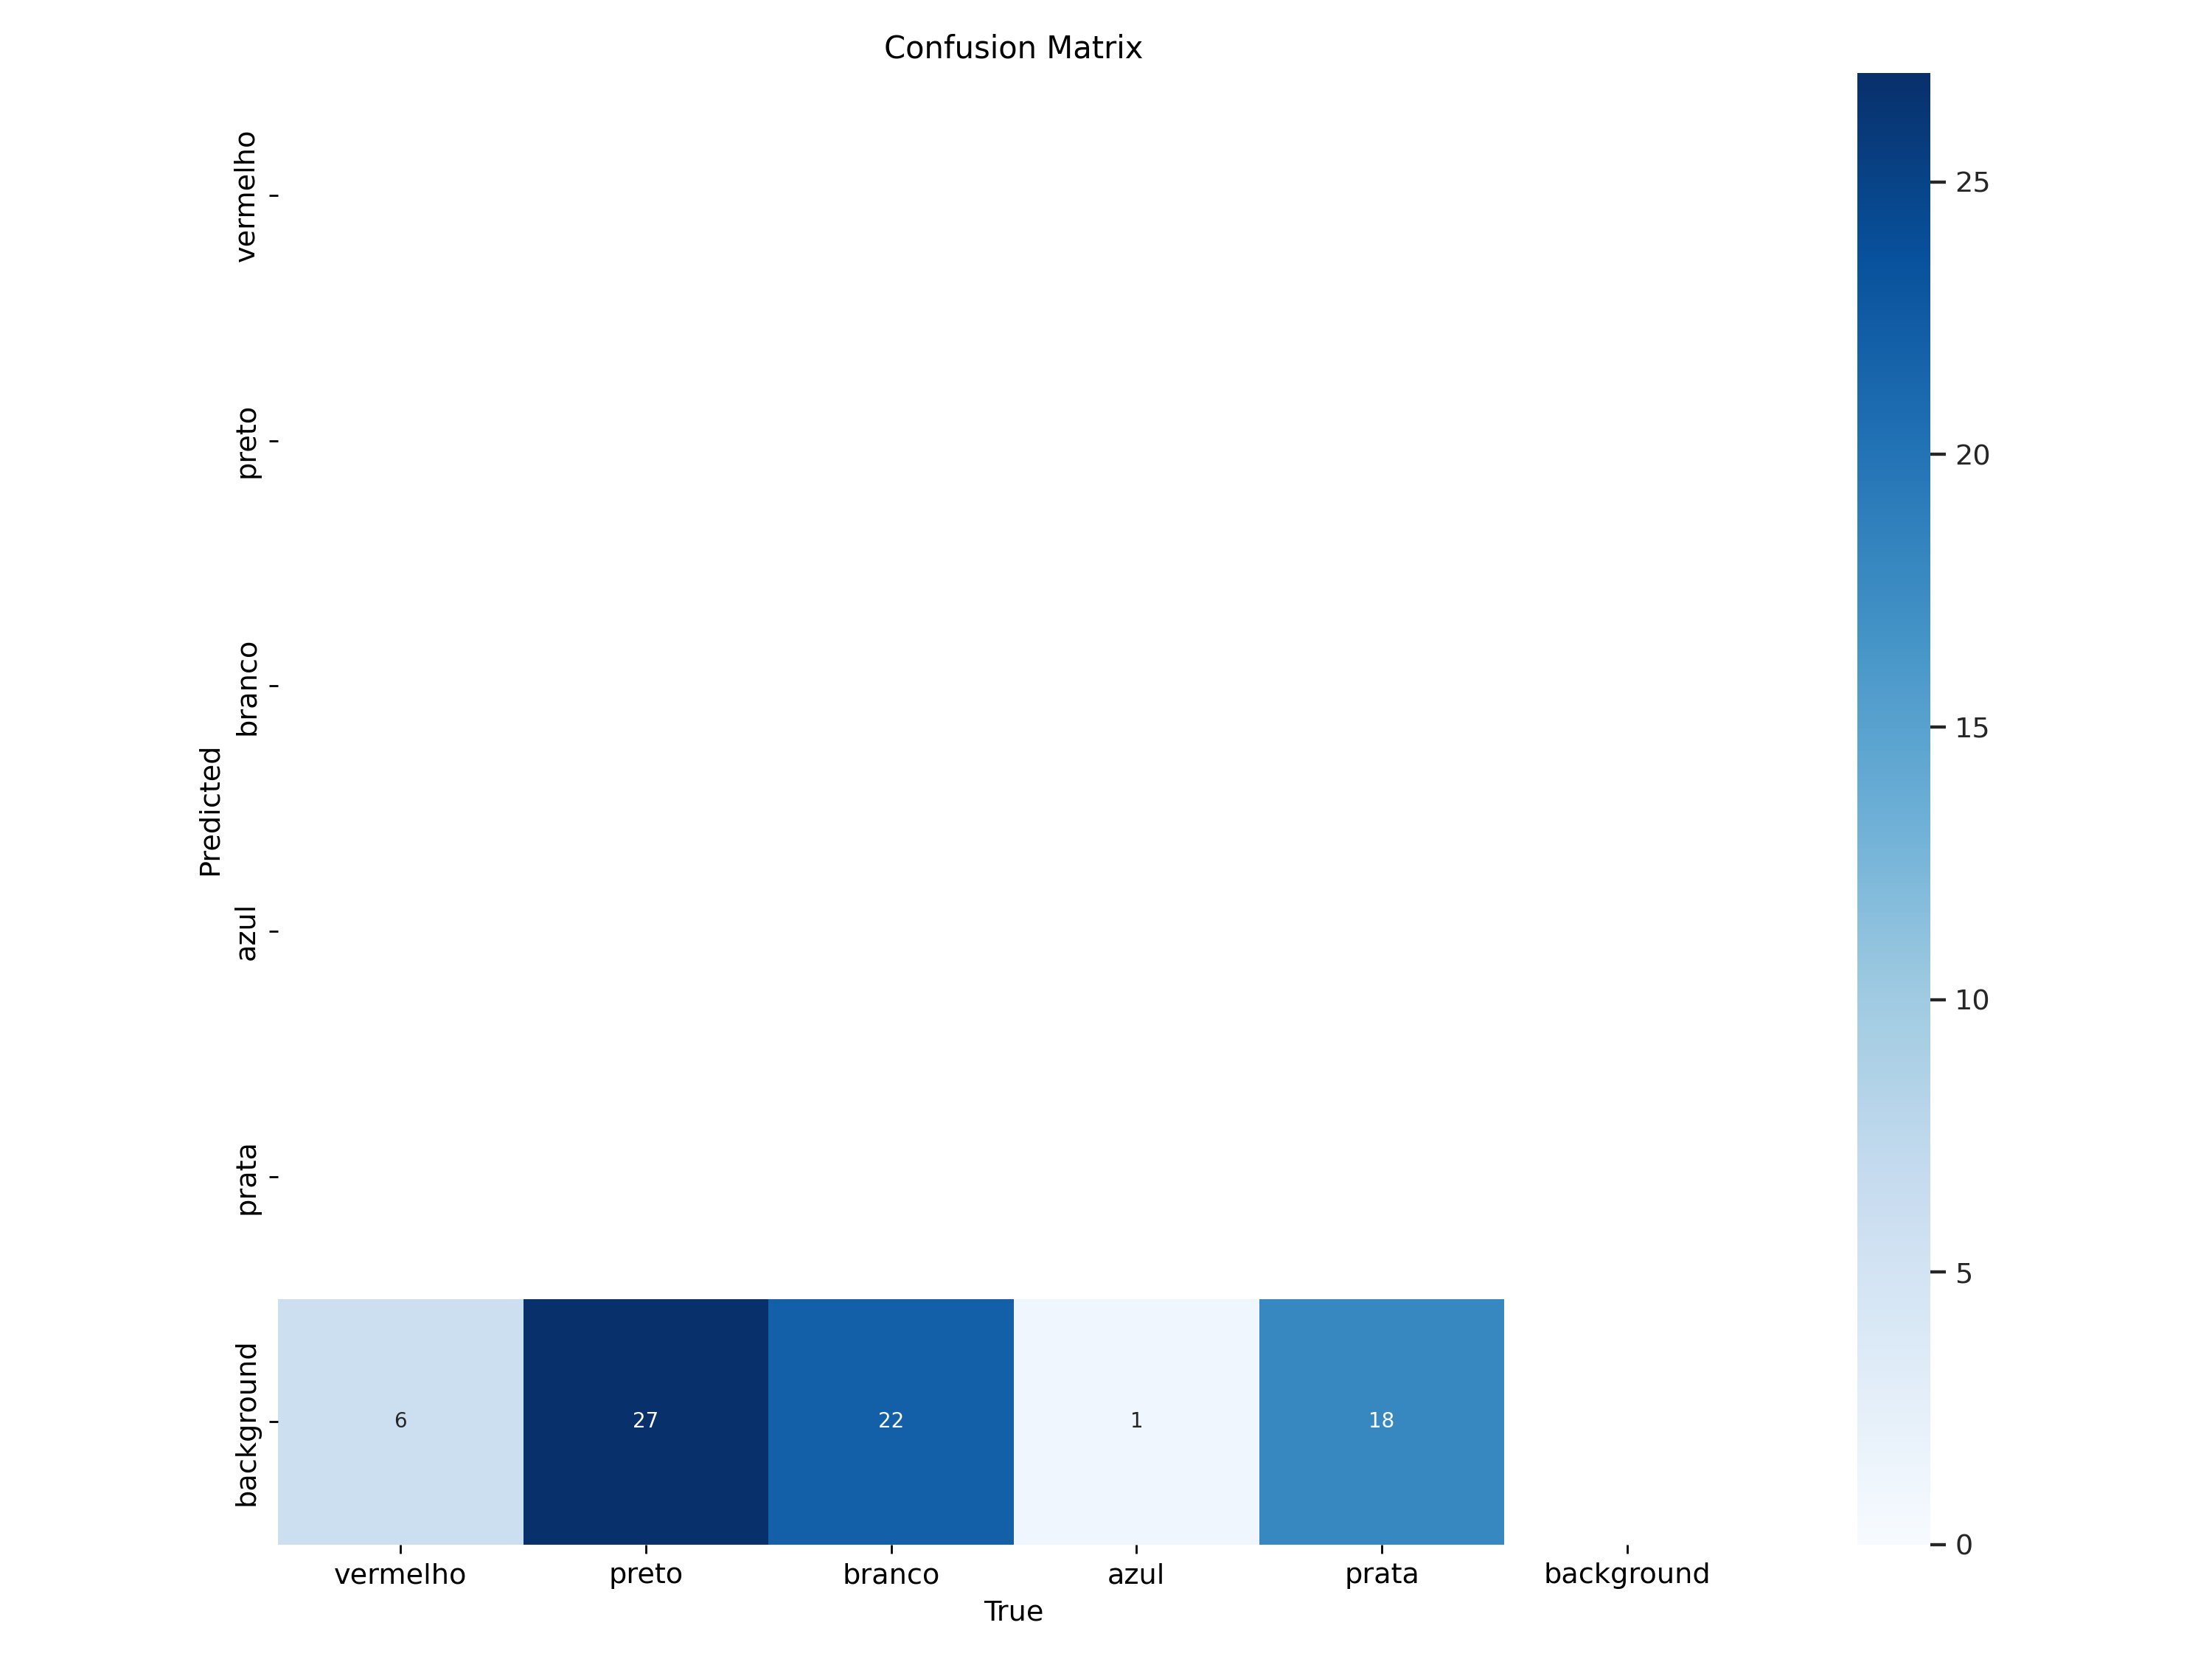 Confusion Matrix
vermelho
preto
branco
azul
prata
background
Predicted
6 27 22 1 18
vermelho preto branco azul prata background
True
25
20
15
10
5
0